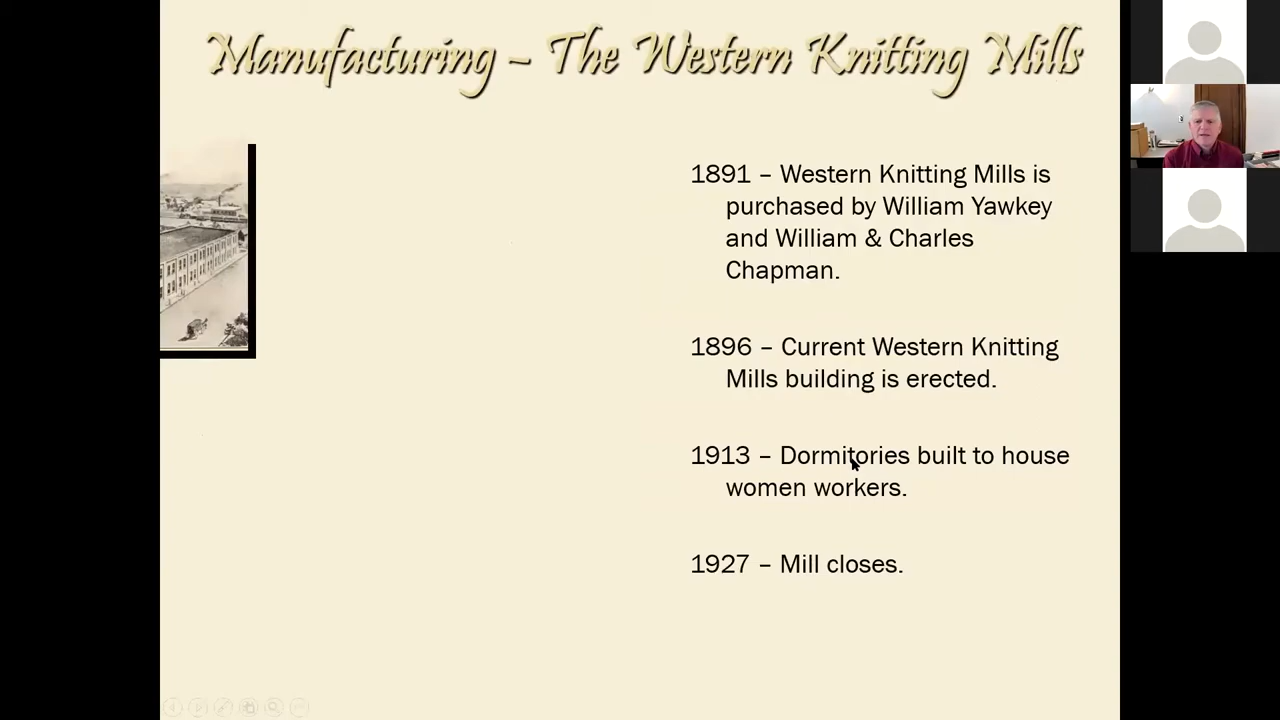 Manufacturing – The Western Knitting Mills
1891 – Western Knitting Mills is
purchased by William Yawkey
and William & Charles
Chapman.
1896 – Current Western Knitting
Mills building is erected.
1913 – Dormitories built to house
women workers.
1927 – Mill closes.